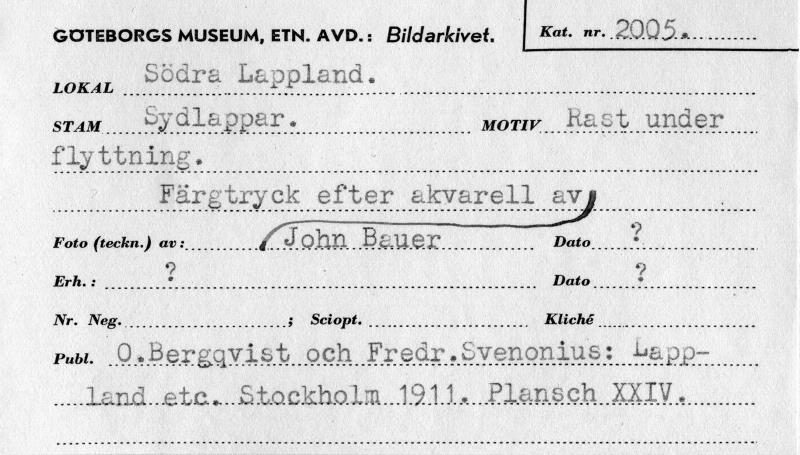 GÖTEBORGS MUSEUM, ETN. AVD.: Bildarkivet. Kat. nr. 2005.
LOKAL Södra Lappland.
STAM Sydlappar. MOTIV Rast under
flyttning.
Färgtryck efter akvarell av
Foto (teckn.) av: John Bauer Dato ?
Erh.: ? Dato ?
Nr. Neg. ; Sciopt. Kliché
Publ. O.Bergqvist och Fredr.Svenonius: Lapp-
land etc. Stockholm 1911. Plansch XXIV.